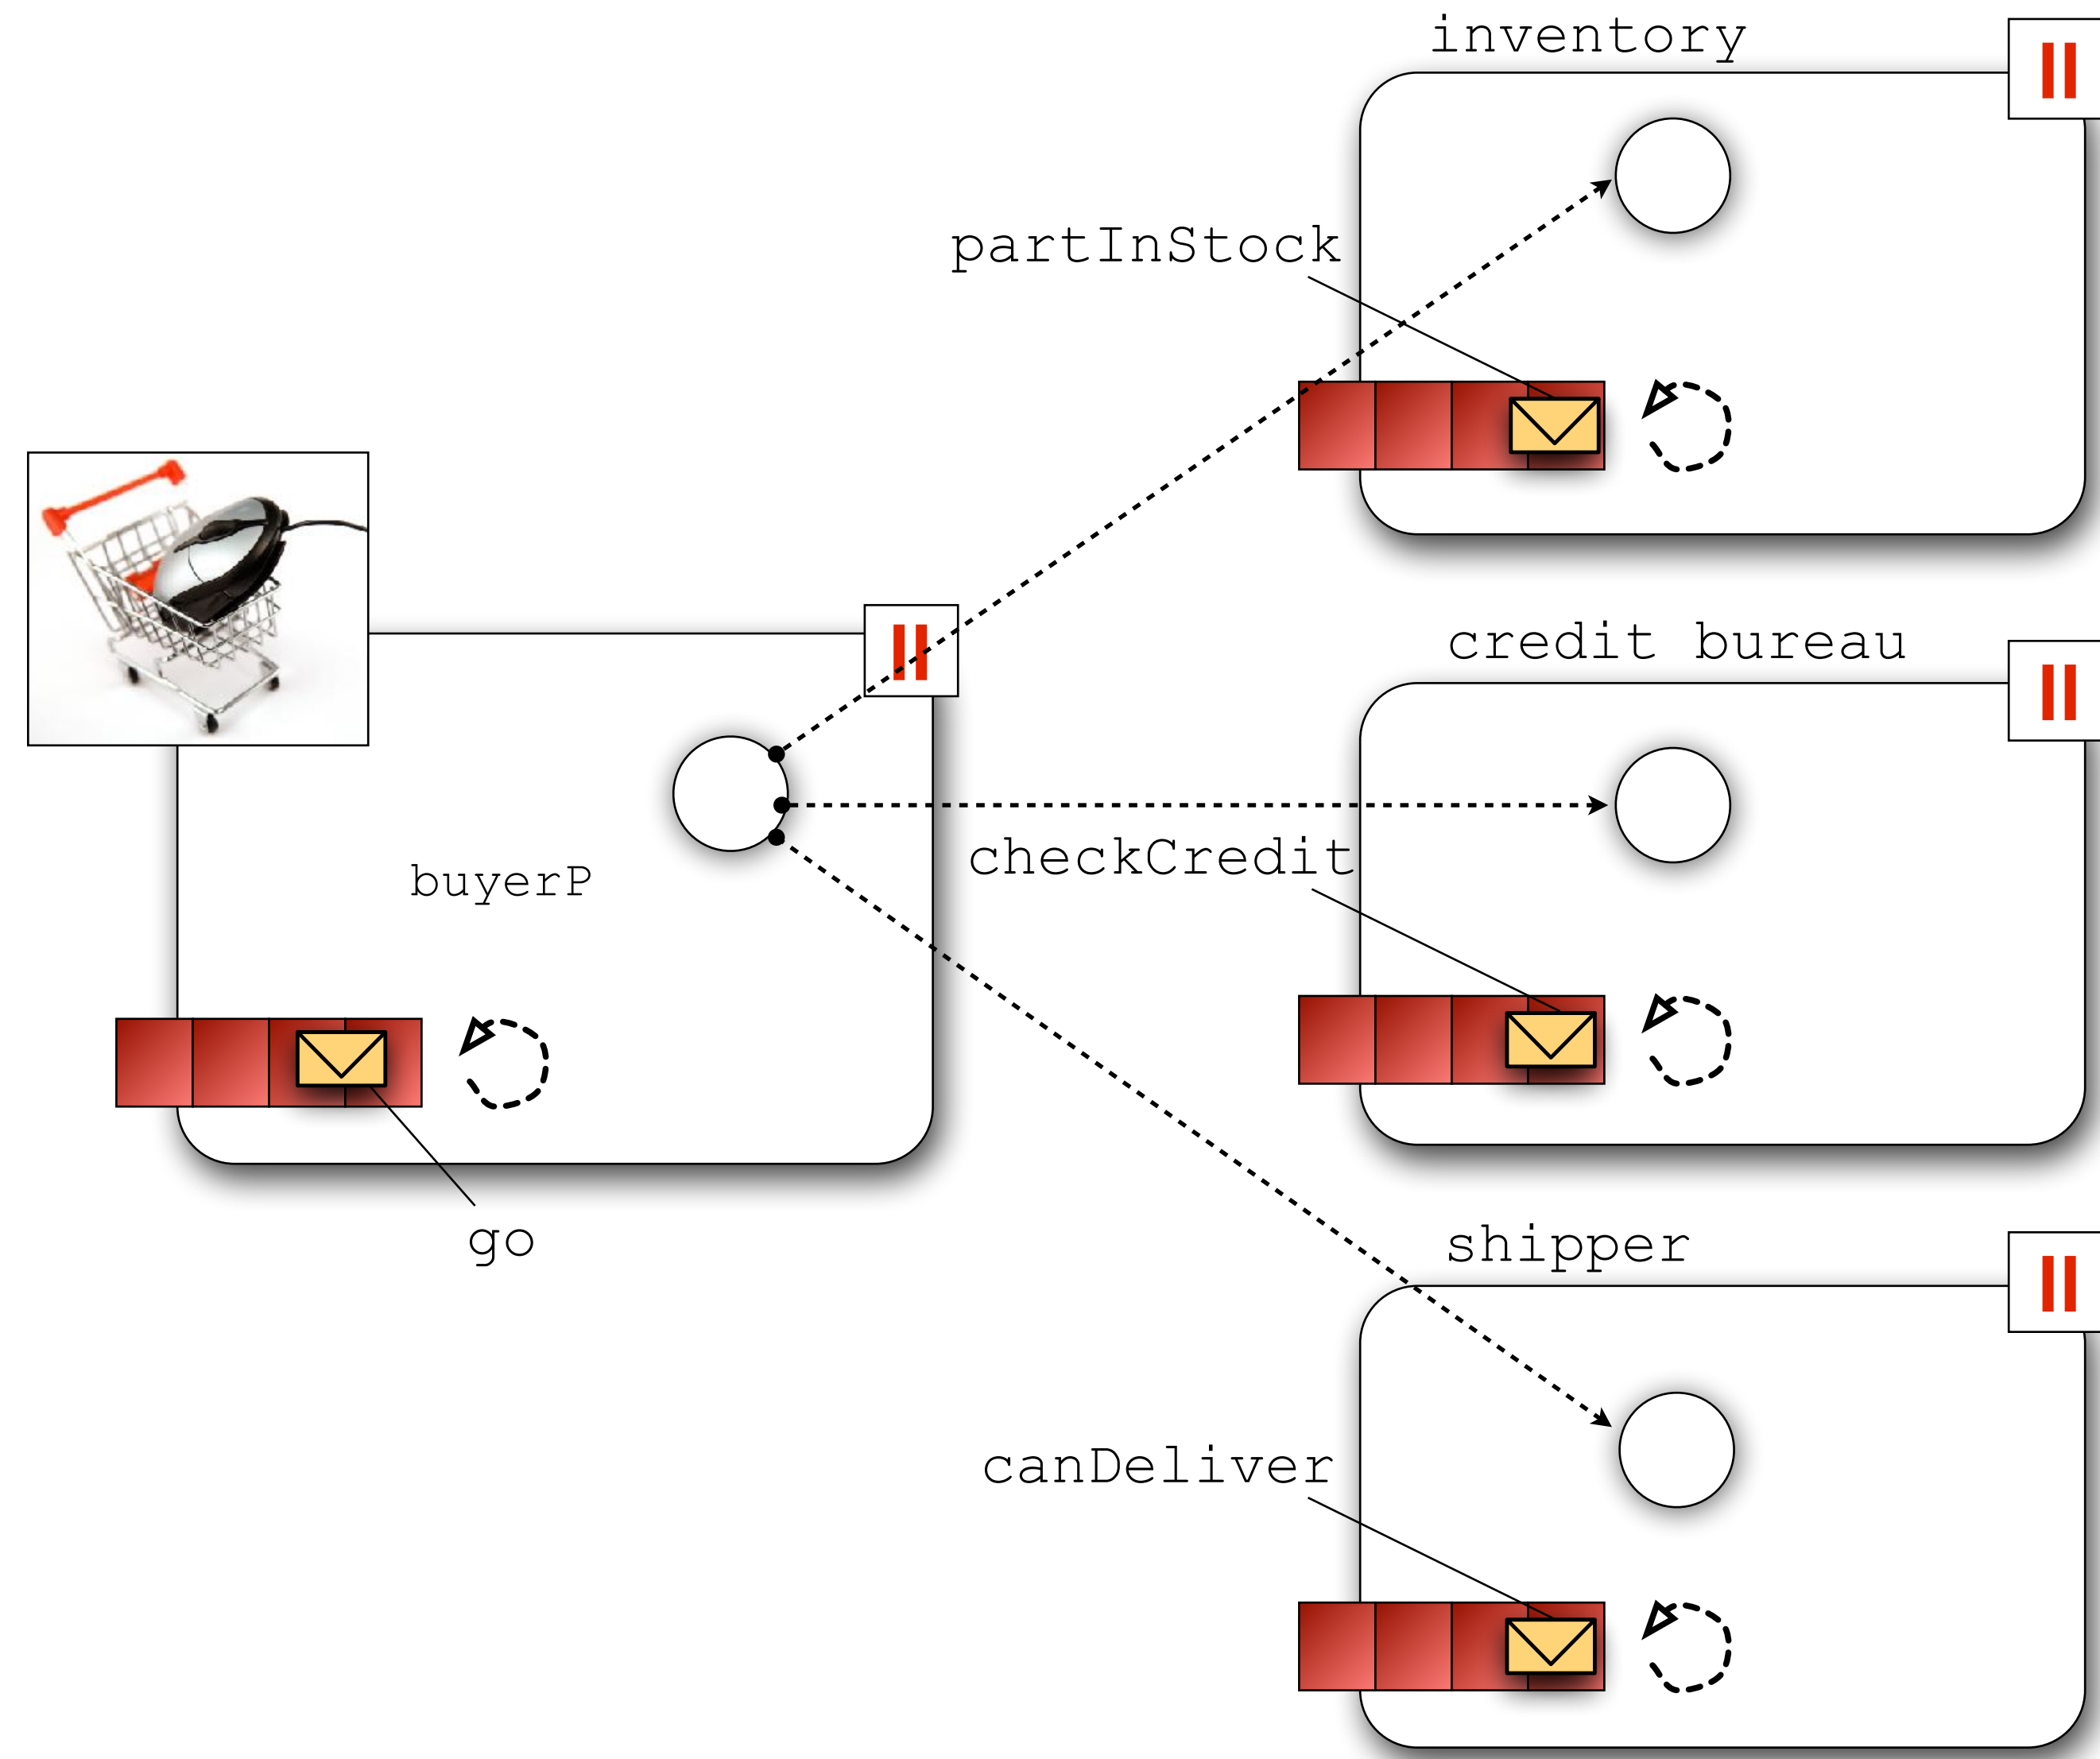 inventory
partInStock
credit bureau
checkCredit
buyerP
go
shipper
canDeliver